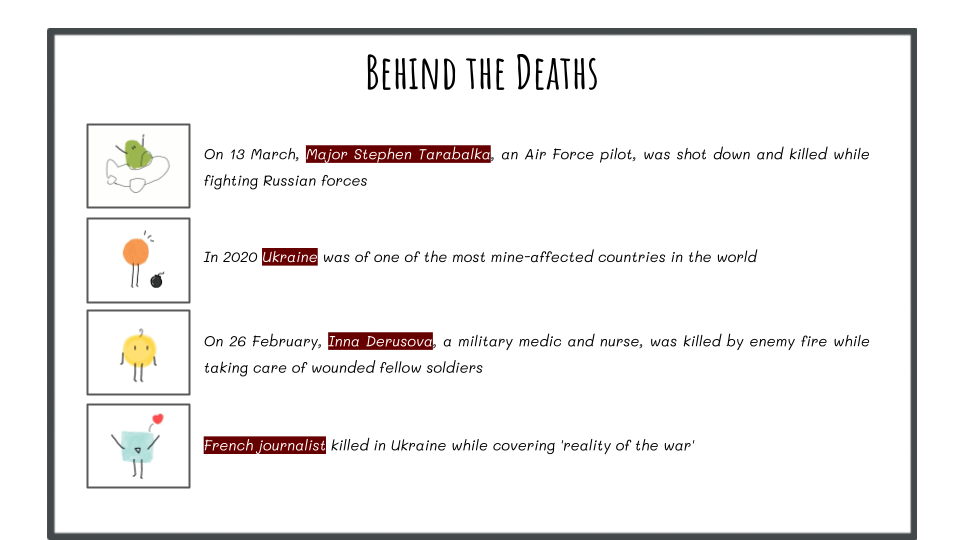 Behind the Deaths
On 13 March, Major Stephen Tarabalka, an Air Force pilot, was shot down and killed while
fighting Russian forces
In 2020 Ukraine was of one of the most mine-affected countries in the world
On 26 February, Inna Derusova, a military medic and nurse, was killed by enemy fire while
taking care of wounded fellow soldiers
French journalist killed in Ukraine while covering 'reality of the war'